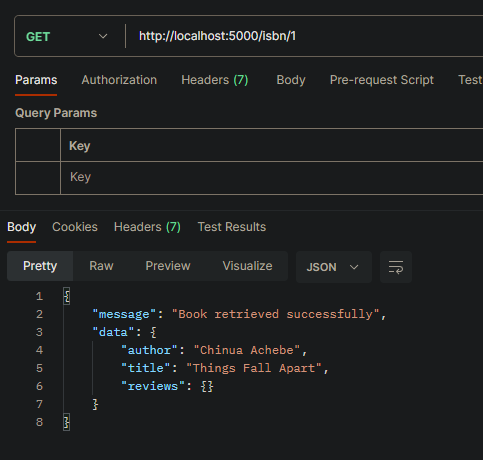 GET http://localhost:5000/isbn/1
Params Authorization Headers (7) Body Pre-request Script Test
Query Params
Key
Key
Body Cookies Headers (7) Test Results
Pretty Raw Preview Visualize JSON
1 {
2 "message": "Book retrieved successfully",
3 "data": {
4 "author": "Chinua Achebe",
5 "title": "Things Fall Apart",
6 "reviews": {}
7 }
8 }